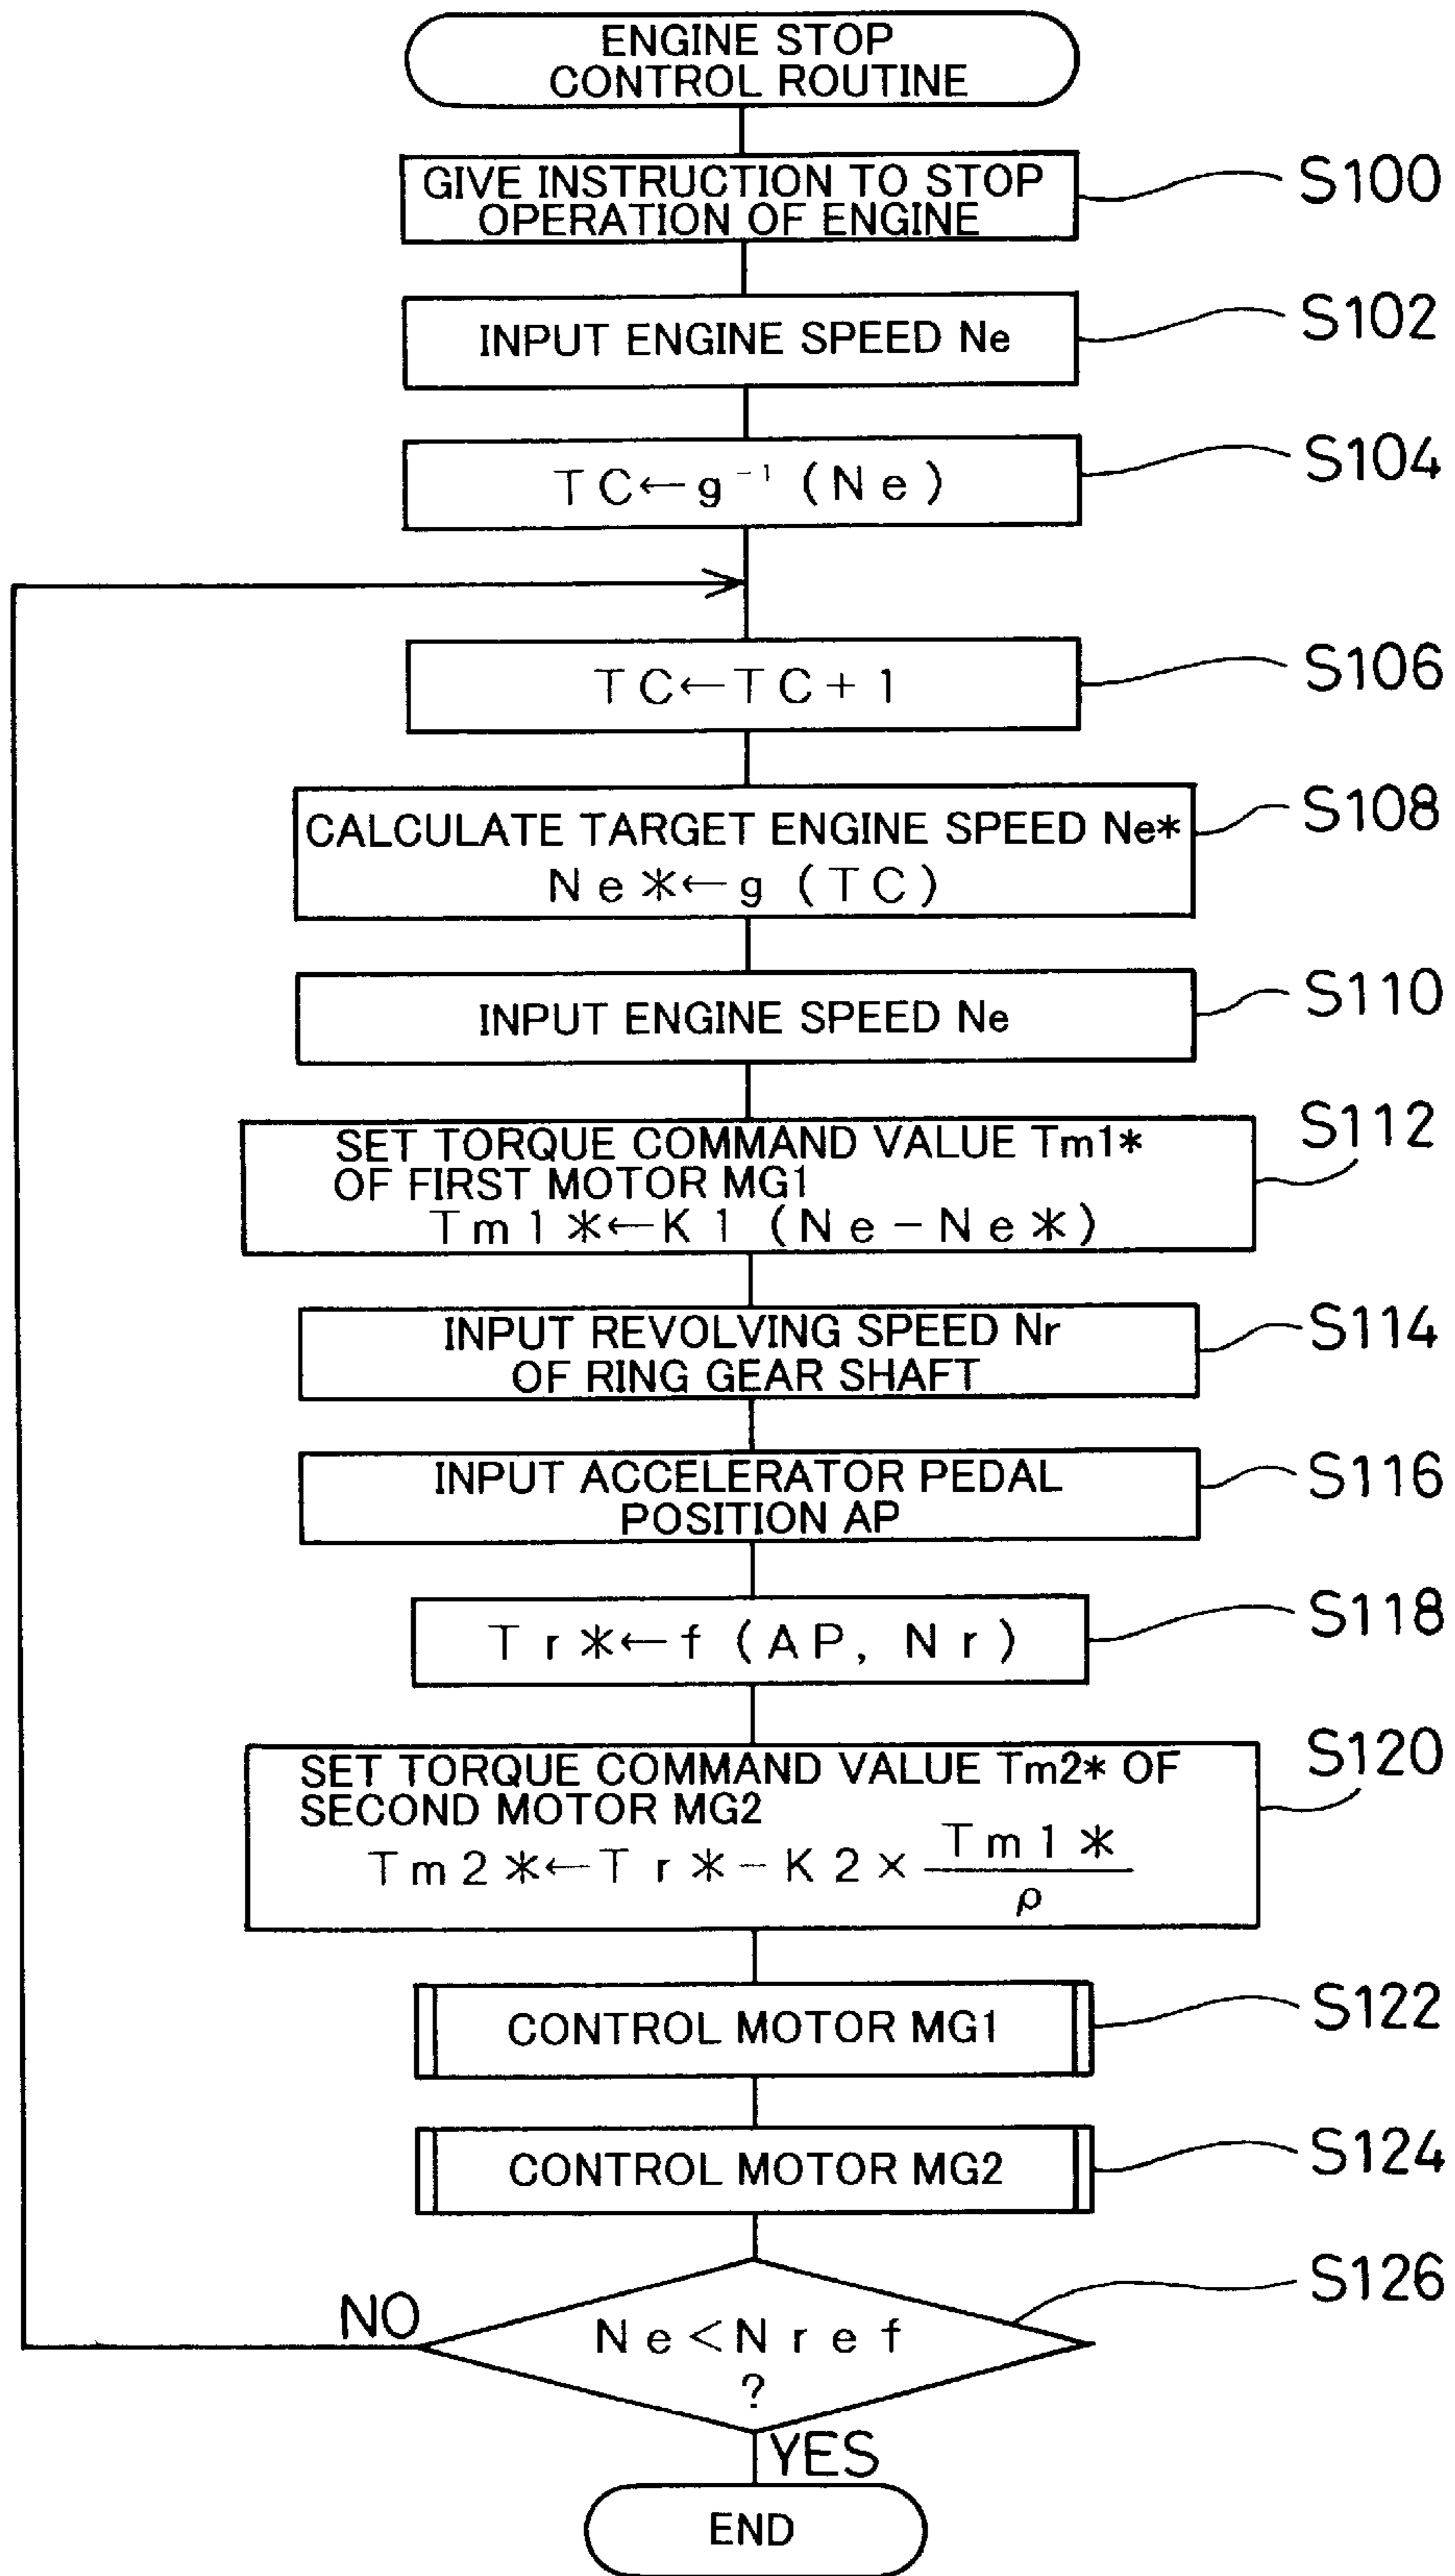 ENGINE STOP
CONTROL ROUTINE
GIVE INSTRUCTION TO STOP
OPERATION OF ENGINE
S100
INPUT ENGINE SPEED Ne
S102
TC←g⁻¹ (Ne)
S104
TC←TC+1
S106
CALCULATE TARGET ENGINE SPEED Ne*
Ne*←g (TC)
S108
INPUT ENGINE SPEED Ne
S110
SET TORQUE COMMAND VALUE Tm1*
OF FIRST MOTOR MG1
Tm1*←K1 (Ne-Ne*)
S112
INPUT REVOLVING SPEED Nr
OF RING GEAR SHAFT
S114
INPUT ACCELERATOR PEDAL
POSITION AP
S116
Tr*←f (AP, Nr)
S118
SET TORQUE COMMAND VALUE Tm2* OF
SECOND MOTOR MG2
Tm2*←Tr*-K2×Tm1*/ρ
S120
CONTROL MOTOR MG1
S122
CONTROL MOTOR MG2
S124
Ne<Nref
?
S126
NO
YES
END